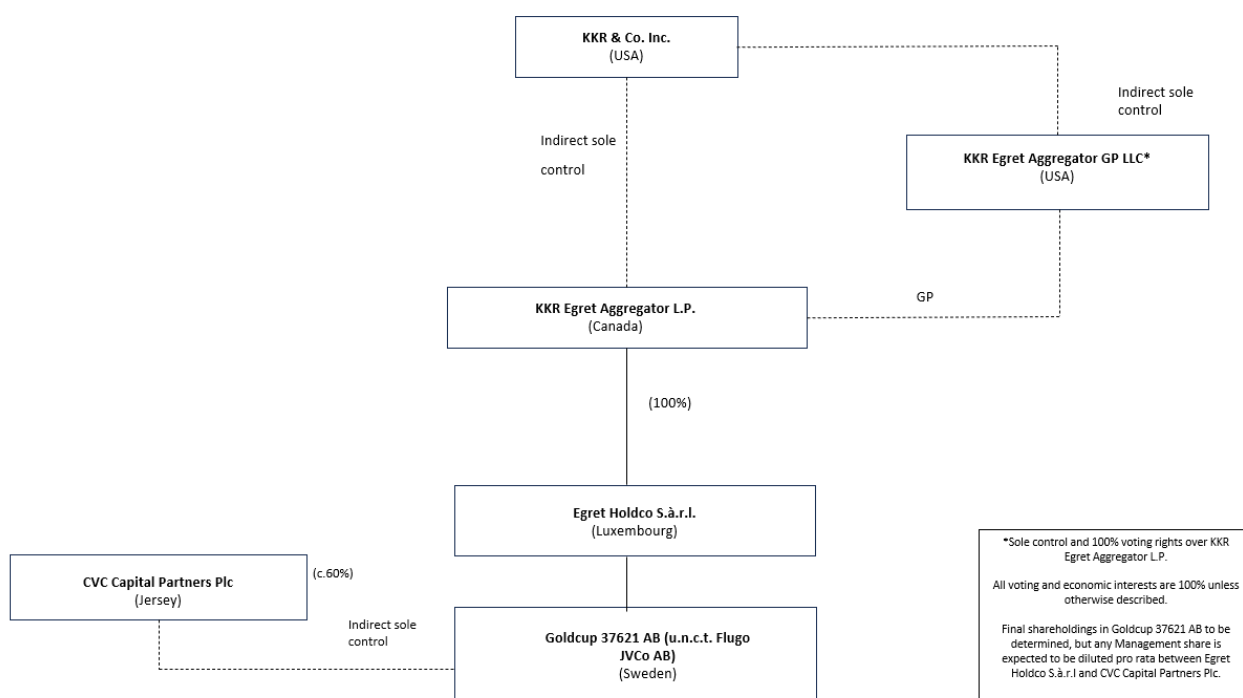 KKR & Co. Inc.
(USA)
Indirect sole
control
Indirect sole
control
KKR Egret Aggregator GP LLC*
(USA)
KKR Egret Aggregator L.P.
(Canada)
GP
(100%)
Egret Holdco S.à.r.l.
(Luxembourg)
CVC Capital Partners Plc
(Jersey)
(c.60%)
Indirect sole
control
Goldcup 37621 AB (u.n.c.t. Flugo
JVCo AB)
(Sweden)
*Sole control and 100% voting rights over KKR
Egret Aggregator L.P.
All voting and economic interests are 100% unless
otherwise described.
Final shareholdings in Goldcup 37621 AB to be
determined, but any Management share is
expected to be diluted pro rata between Egret
Holdco S.à.r.l and CVC Capital Partners Plc.